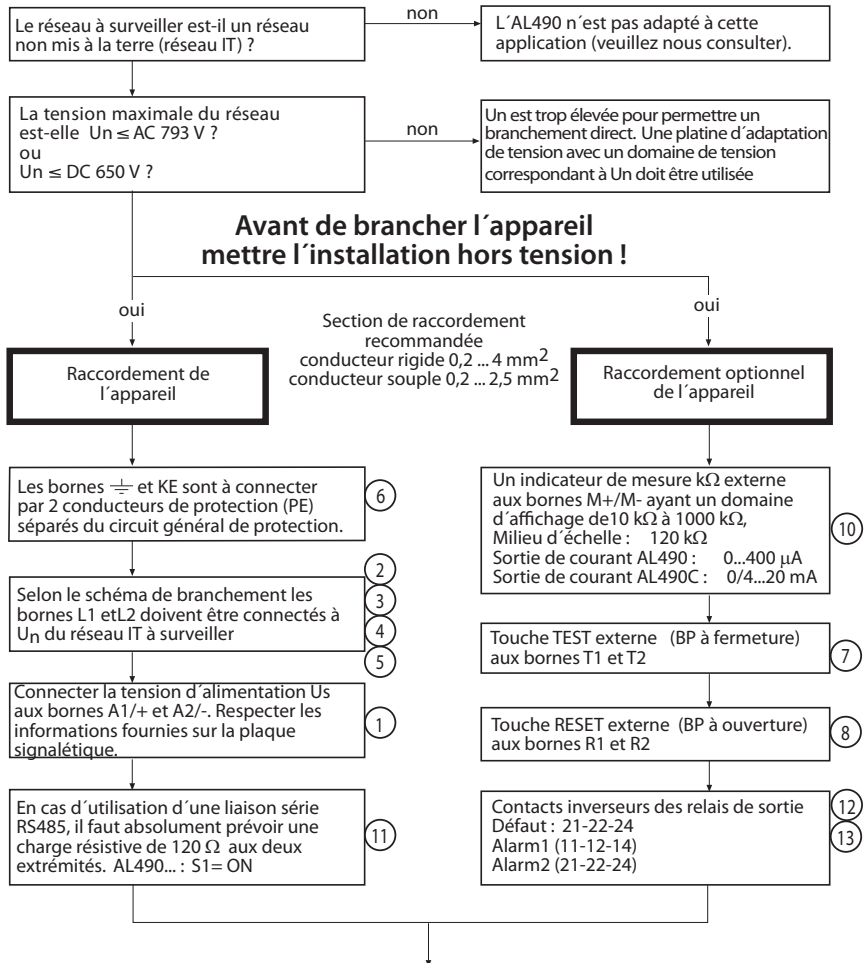 Le réseau à surveiller est-il un réseau
non mis à la terre (réseau IT) ?
non
L´AL490 n´est pas adapté à cette
application (veuillez nous consulter).
La tension maximale du réseau
est-elle Un ≤ AC 793 V ?
ou
Un ≤ DC 650 V ?
non
Un est trop élevée pour permettre un
branchement direct. Une platine d´adaptation
de tension avec un domaine de tension
correspondant à Un doit être utilisée
Avant de brancher l´appareil
mettre l´installation hors tension !
oui
oui
Section de raccordement
recommandée
conducteur rigide 0,2 ... 4 mm2
conducteur souple 0,2 ... 2,5 mm2
Raccordement de
l´appareil
Raccordement optionnel
de l´appareil
Les bornes ⏚ et KE sont à connecter
par 2 conducteurs de protection (PE)
séparés du circuit général de protection.
6
Selon le schéma de branchement les
bornes L1 etL2 doivent être connectés à
Un du réseau IT à surveiller
2
3
4
5
Connecter la tension d´alimentation Us
aux bornes A1/+ et A2/-. Respecter les
informations fournies sur la plaque
signalétique.
1
En cas d´utilisation d´une liaison série
RS485, il faut absolument prévoir une
charge résistive de 120 Ω aux deux
extrémités. AL490... : S1= ON
11
Un indicateur de mesure kΩ externe
aux bornes M+/M- ayant un domaine
d´affichage de10 kΩ à 1000 kΩ,
Milieu d´échelle : 120 kΩ
Sortie de courant AL490 : 0...400 µA
Sortie de courant AL490C : 0/4...20 mA
10
Touche TEST externe (BP à fermeture)
aux bornes T1 et T2
7
Touche RESET externe (BP à ouverture)
aux bornes R1 et R2
8
Contacts inverseurs des relais de sortie
Défaut : 21-22-24
Alarm1 (11-12-14)
Alarm2 (21-22-24)
12
13